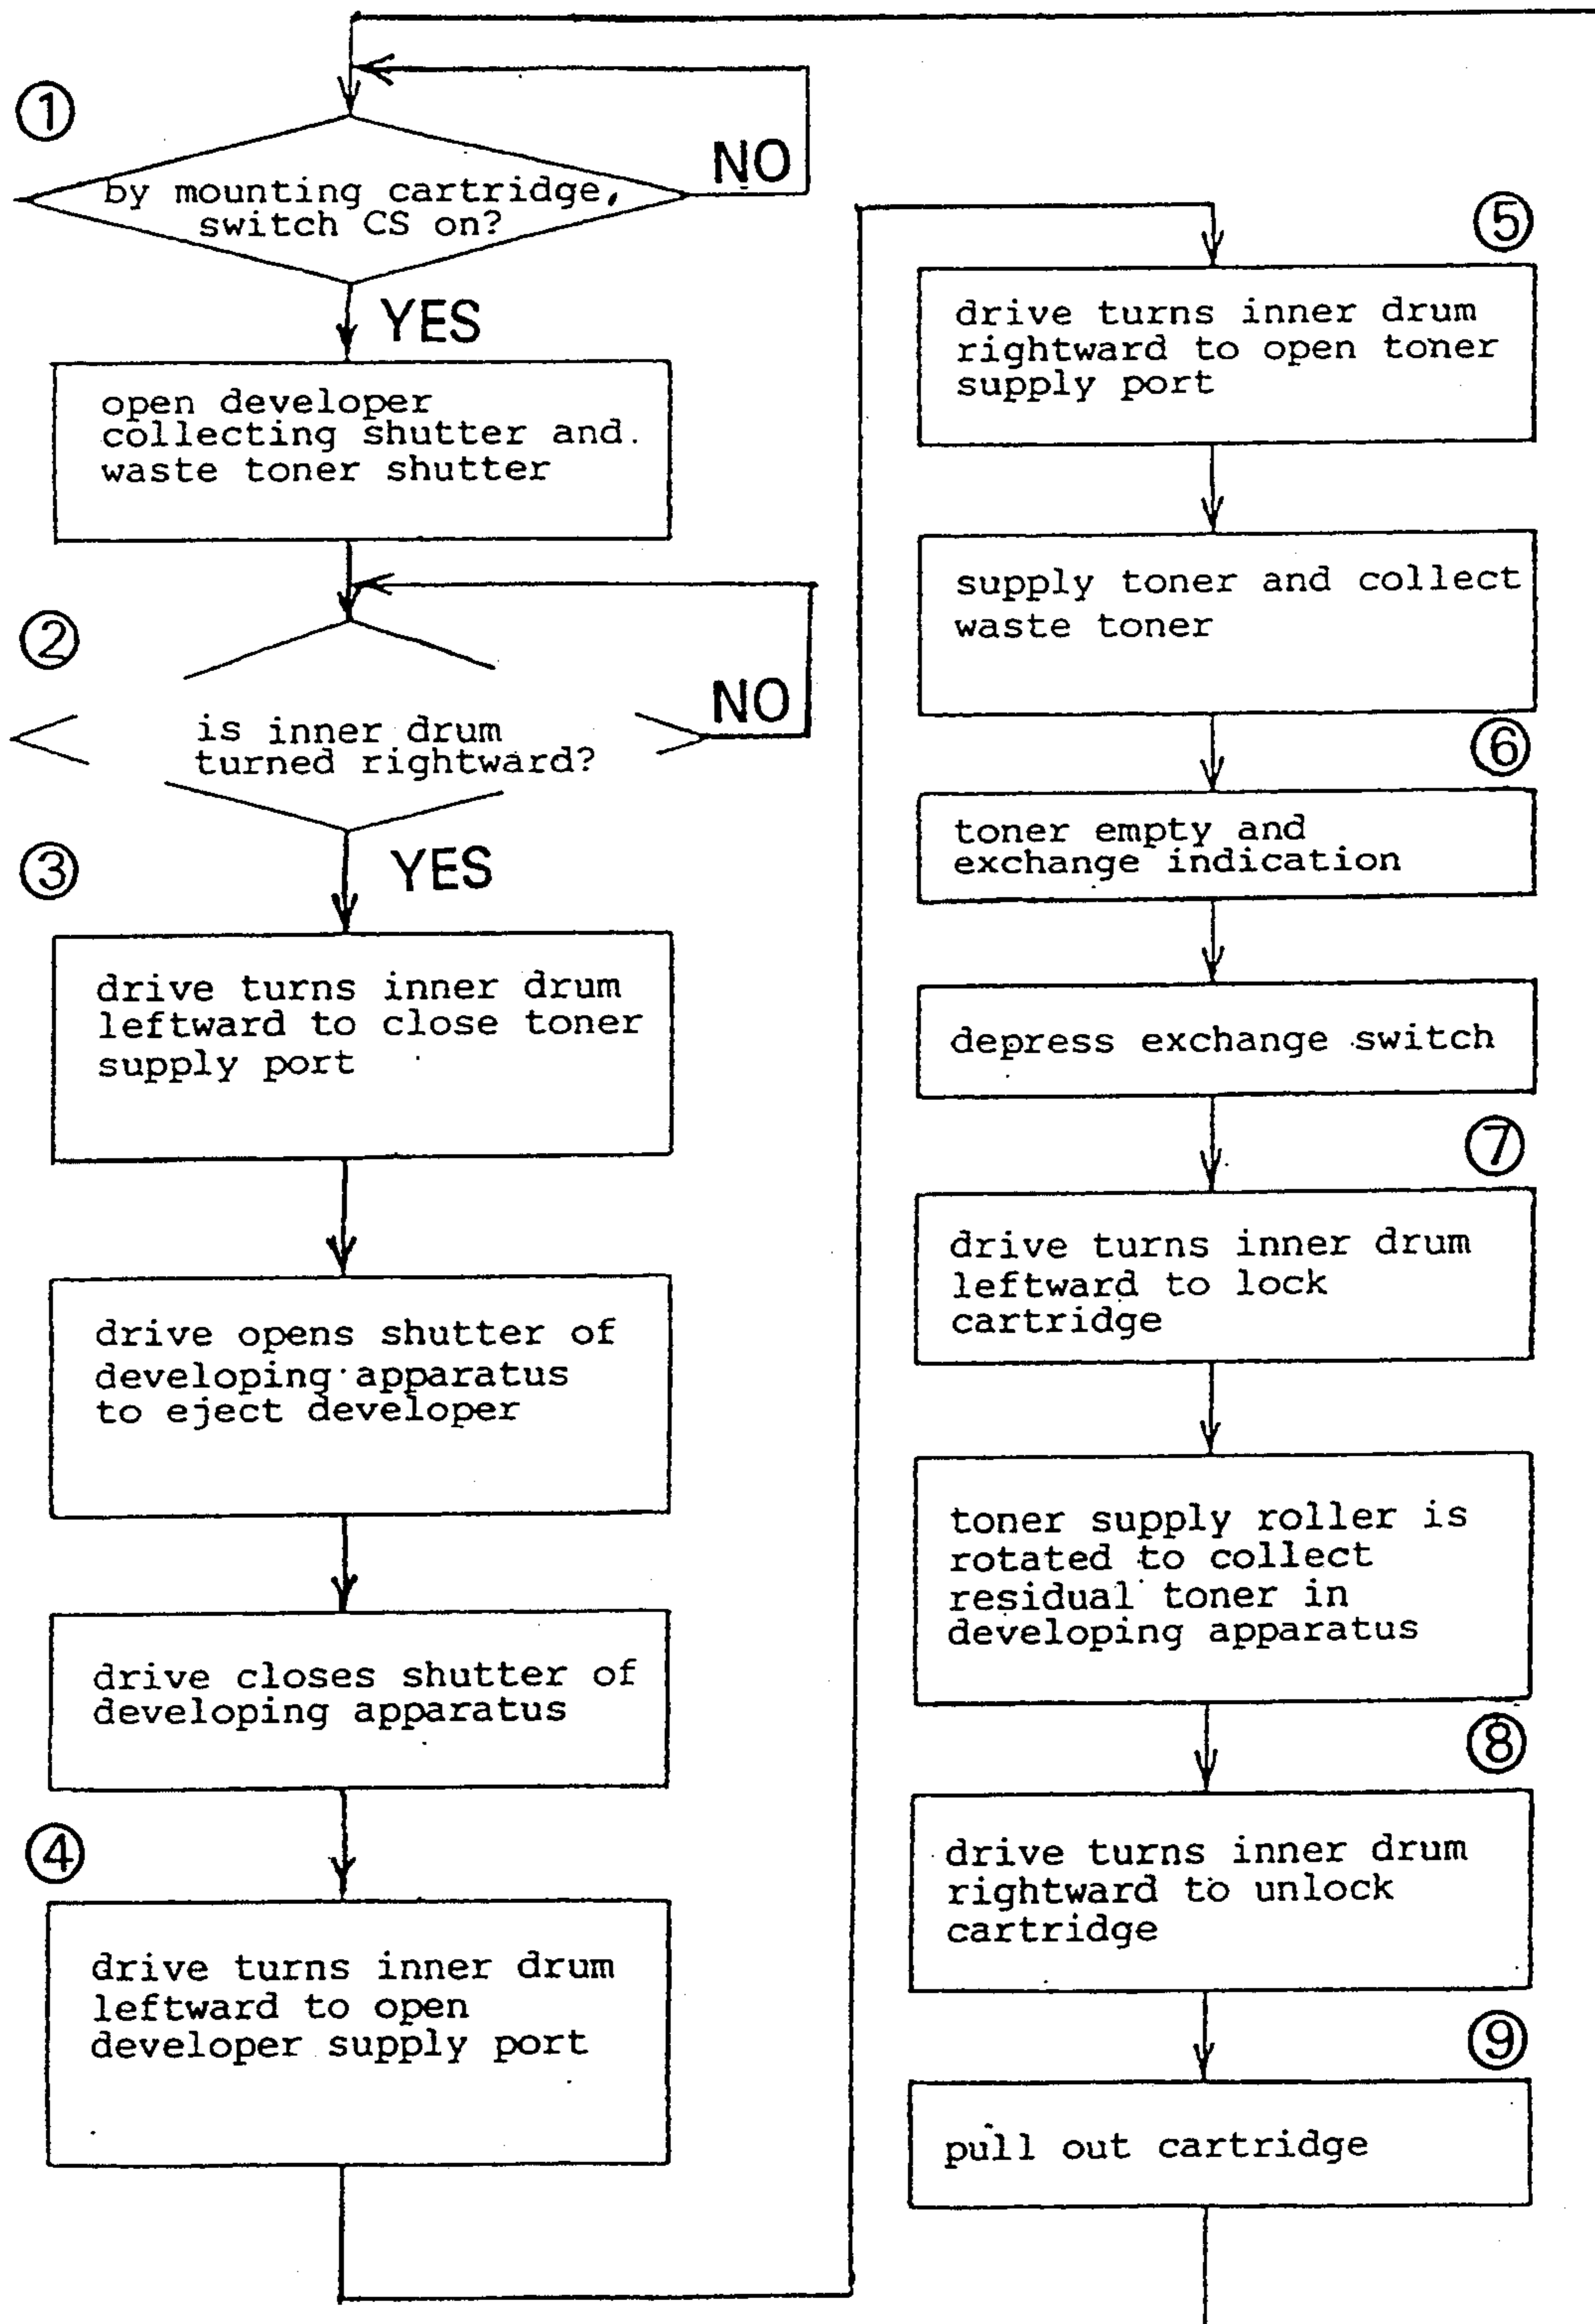 ①
by mounting cartridge,
switch CS on?
NO
YES
open developer
collecting shutter and.
waste toner shutter
②
is inner drum
turned rightward?
NO
③
YES
drive turns inner drum
leftward to close toner
supply port
drive opens shutter of
developing apparatus
to eject developer
drive closes shutter of
developing apparatus
④
drive turns inner drum
leftward to open
developer supply port
⑤
drive turns inner drum
rightward to open toner
supply port
supply toner and collect
waste toner
⑥
toner empty and
exchange indication
depress exchange switch
⑦
drive turns inner drum
leftward to lock
cartridge
toner supply roller is
rotated to collect
residual toner in
developing apparatus
⑧
drive turns inner drum
rightward to unlock
cartridge
⑨
pull out cartridge